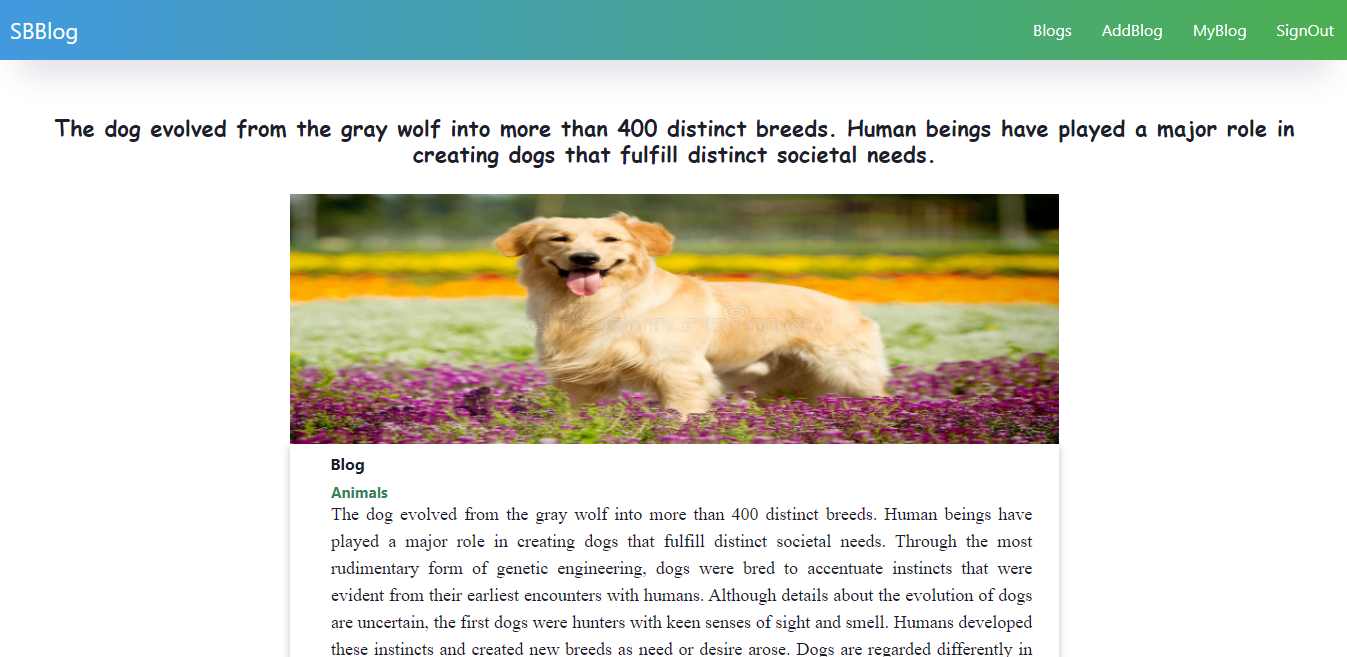 SBBlog
Blogs AddBlog MyBlog SignOut
The dog evolved from the gray wolf into more than 400 distinct breeds. Human beings have played a major role in
creating dogs that fulfill distinct societal needs.
Blog
Animals
The dog evolved from the gray wolf into more than 400 distinct breeds. Human beings have
played a major role in creating dogs that fulfill distinct societal needs. Through the most
rudimentary form of genetic engineering, dogs were bred to accentuate instincts that were
evident from their earliest encounters with humans. Although details about the evolution of dogs
are uncertain, the first dogs were hunters with keen senses of sight and smell. Humans developed
these instincts and created new breeds as need or desire arose. Dogs are regarded differently in